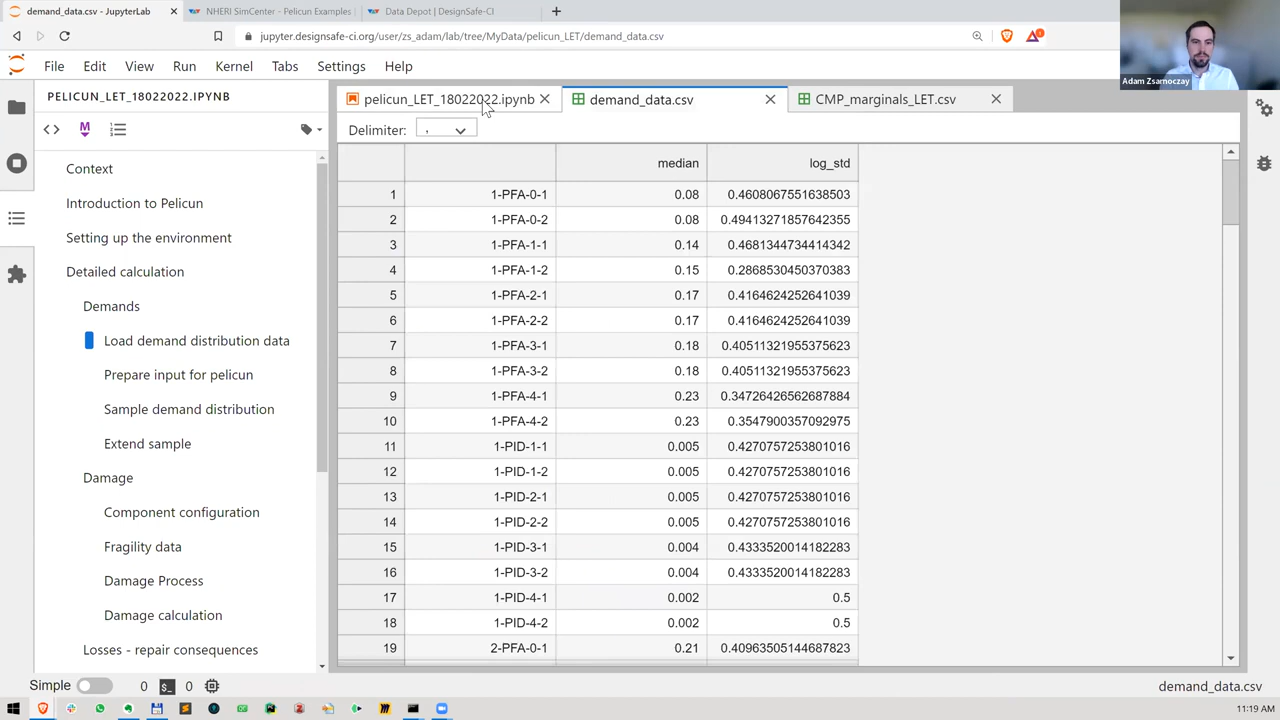 demand_data.csv - JupyterLab
NHERI SimCenter - Pelicun Examples
Data Depot | DesignSafe-CI
jupyter.designsafe-ci.org/user/zs_adam/lab/tree/MyData/pelicun_LET/demand_data.csv
Adam Zsarnoczay
File Edit View Run Kernel Tabs Settings Help
PELICUN_LET_18022022.IPYNB
Context
Introduction to Pelicun
Setting up the environment
Detailed calculation
Demands
Load demand distribution data
Prepare input for pelicun
Sample demand distribution
Extend sample
Damage
Component configuration
Fragility data
Damage Process
Damage calculation
Losses - repair consequences
pelicun_LET_18022022.ipynb
demand_data.csv
CMP_marginals_LET.csv
Delimiter: ,
median log_std
1 1-PFA-0-1 0.08 0.4608067551638503
2 1-PFA-0-2 0.08 0.49413271857642355
3 1-PFA-1-1 0.14 0.4681344734414342
4 1-PFA-1-2 0.15 0.2868530450370383
5 1-PFA-2-1 0.17 0.4164624252641039
6 1-PFA-2-2 0.17 0.4164624252641039
7 1-PFA-3-1 0.18 0.40511321955375623
8 1-PFA-3-2 0.18 0.40511321955375623
9 1-PFA-4-1 0.23 0.34726426562687884
10 1-PFA-4-2 0.23 0.3547900357092975
11 1-PID-1-1 0.005 0.4270757253801016
12 1-PID-1-2 0.005 0.4270757253801016
13 1-PID-2-1 0.005 0.4270757253801016
14 1-PID-2-2 0.005 0.4270757253801016
15 1-PID-3-1 0.004 0.4333520014182283
16 1-PID-3-2 0.004 0.4333520014182283
17 1-PID-4-1 0.002 0.5
18 1-PID-4-2 0.002 0.5
19 2-PFA-0-1 0.21 0.40963505144687823
Simple 0 0
demand_data.csv
11:19 AM